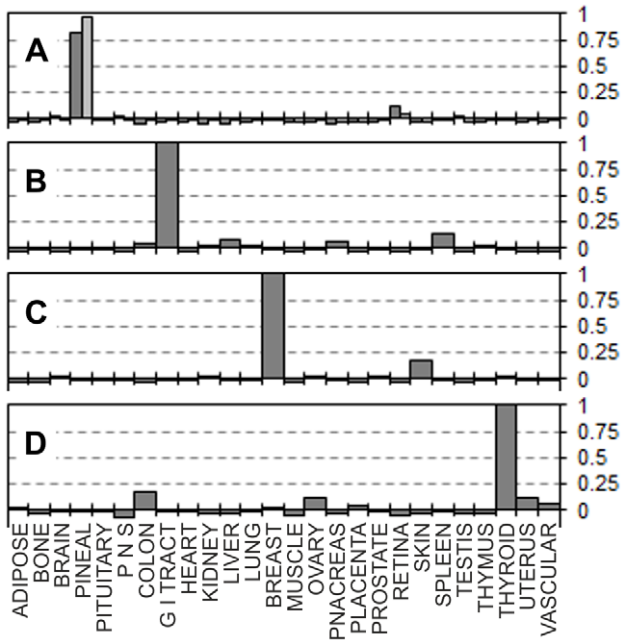 A
1
0.75
0.5
0.25
0
B
1
0.75
0.5
0.25
0
C
1
0.75
0.5
0.25
0
D
1
0.75
0.5
0.25
0
ADIPOSE
BONE
BRAIN
PINEAL
PITUITARY
P N S
COLON
G I TRACT
HEART
KIDNEY
LIVER
LUNG
BREAST
MUSCLE
OVARY
PNACREAS
PLACENTA
PROSTATE
RETINA
SKIN
SPLEEN
TESTIS
THYMUS
THYROID
UTERUS
VASCULAR